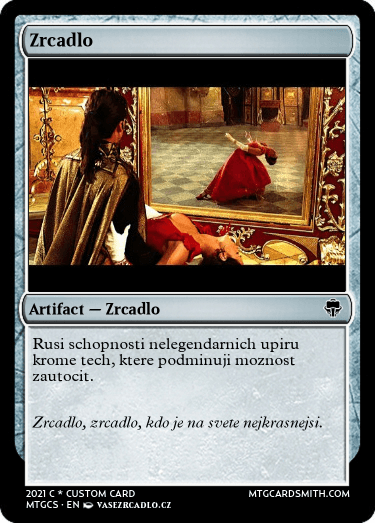 Zrcadlo
Artifact — Zrcadlo
Rusi schopnosti nelegendarnich upiru
krome tech, ktere podminuji moznost
zautocit.
Zrcadlo, zrcadlo, kdo je na svete nejkrasnejsi.
2021 C * CUSTOM CARD
MTGCARDSMITH.COM
MTGCS · EN VASEZRCADLO.CZ